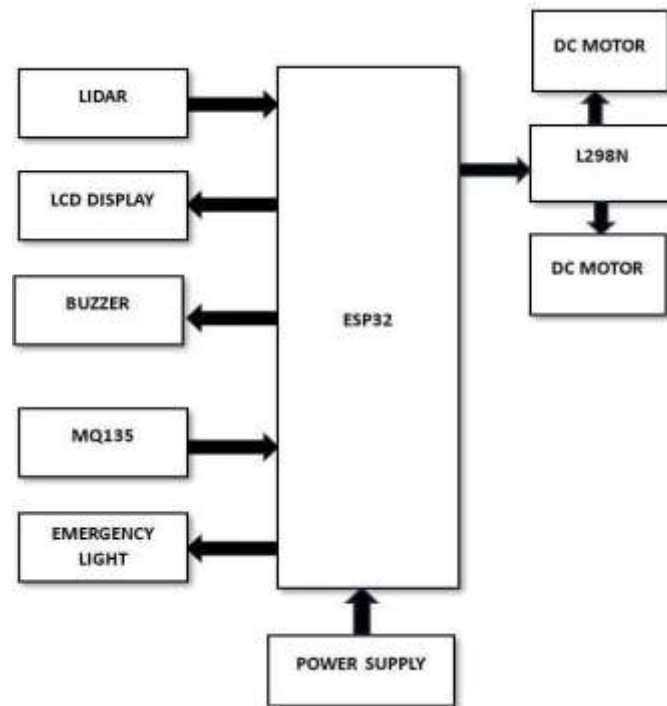 DC MOTOR
LIDAR
L298N
LCD DISPLAY
DC MOTOR
BUZZER
ESP32
MQ135
EMERGENCY
LIGHT
POWER SUPPLY